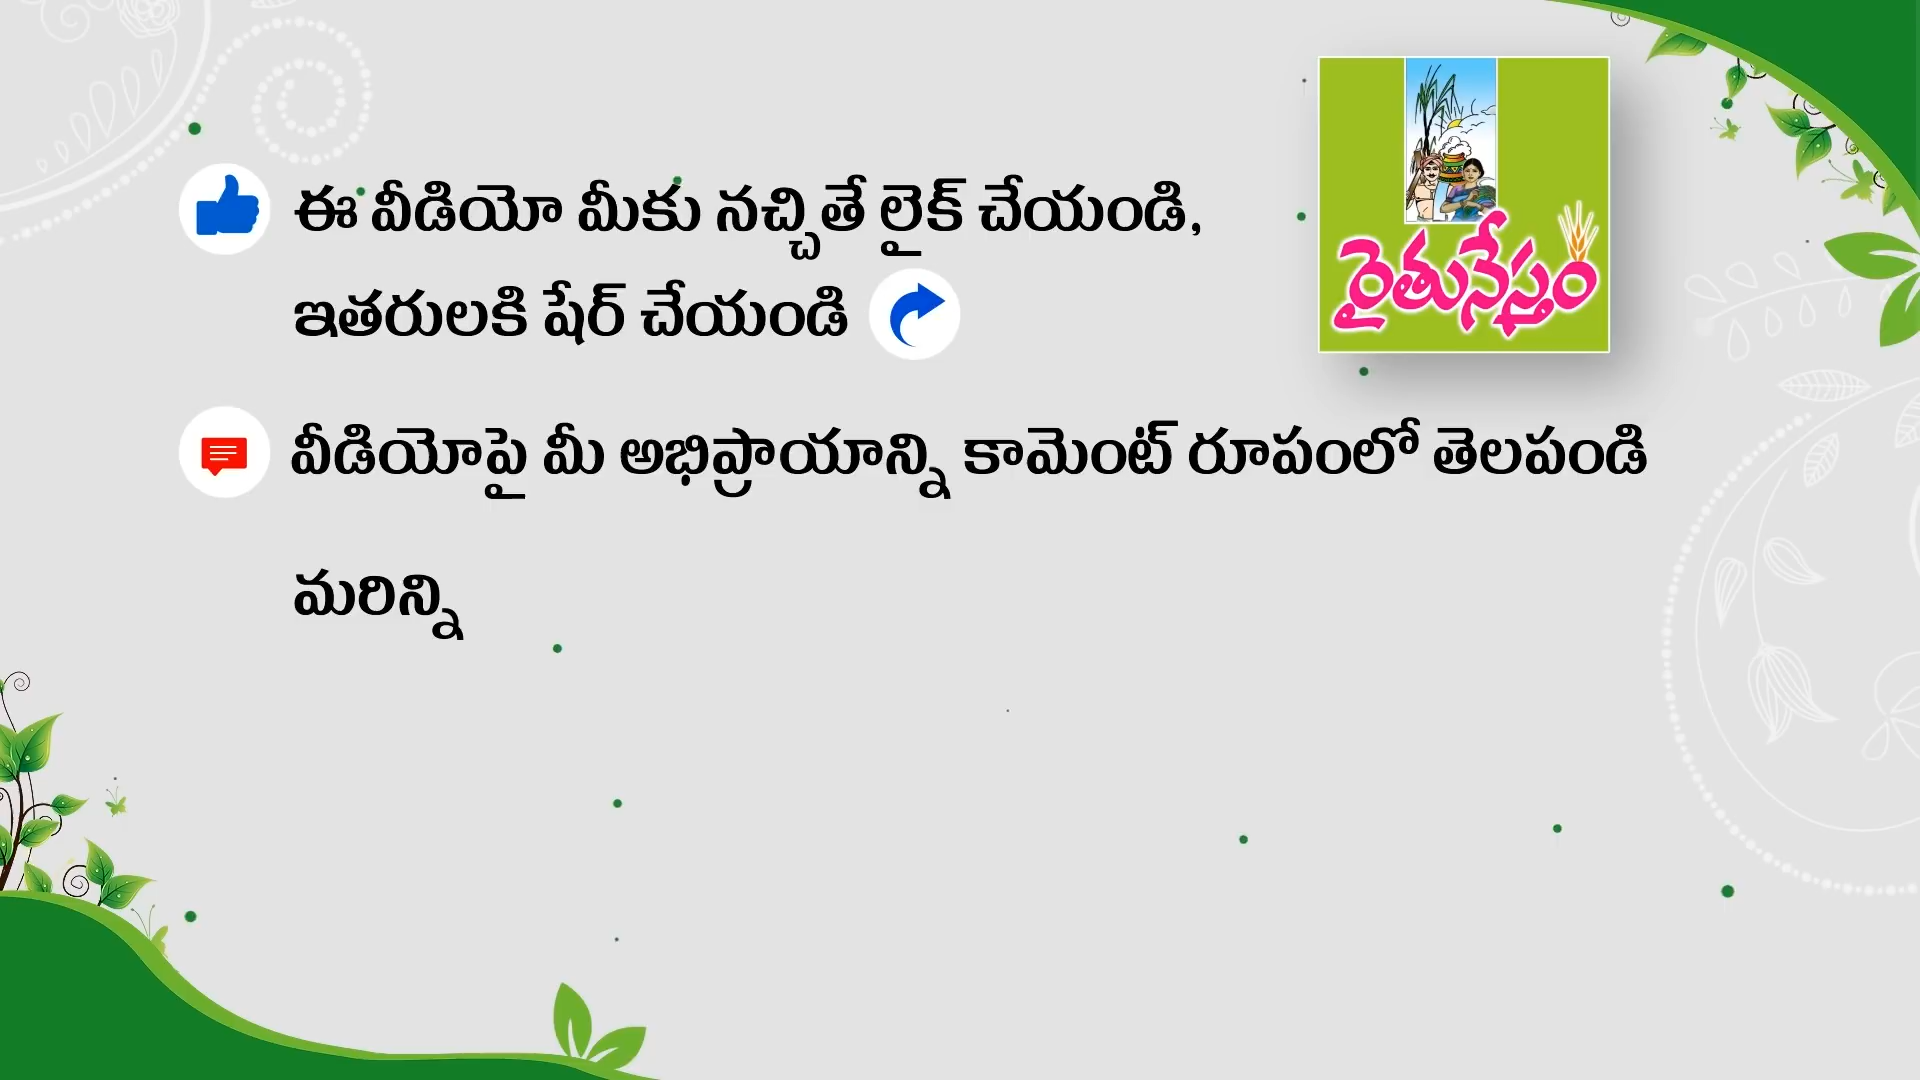 ఈ వీడియో మీకు నచ్చితే లైక్ చేయండి,
ఇతరులకి షేర్ చేయండి
రైతునేస్తం
వీడియోపై మీ అభిప్రాయాన్ని కామెంట్ రూపంలో తెలపండి
మరిన్ని